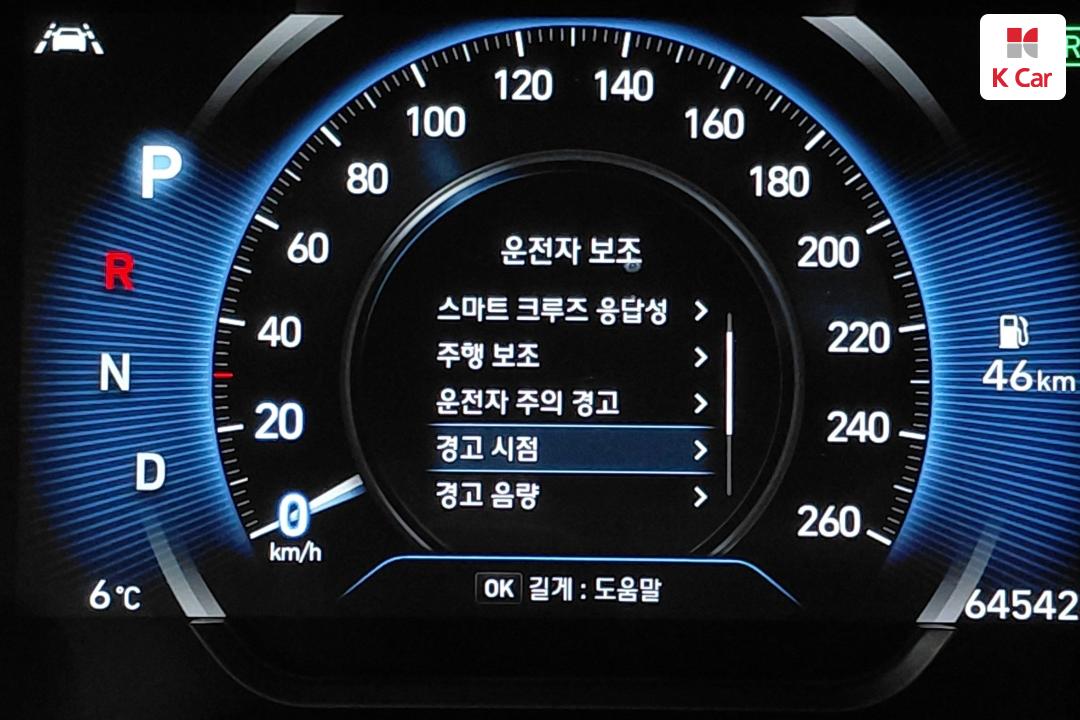 K Car
R
120 140
100 160
80 180
P
60 200
운전자 보조
R
스마트 크루즈 응답성
40 220
주행 보조
N
46km
운전자 주의 경고
20 240
경고 시점
D
경고 음량
0 260
km/h
OK 길게 : 도움말
6°C
64542